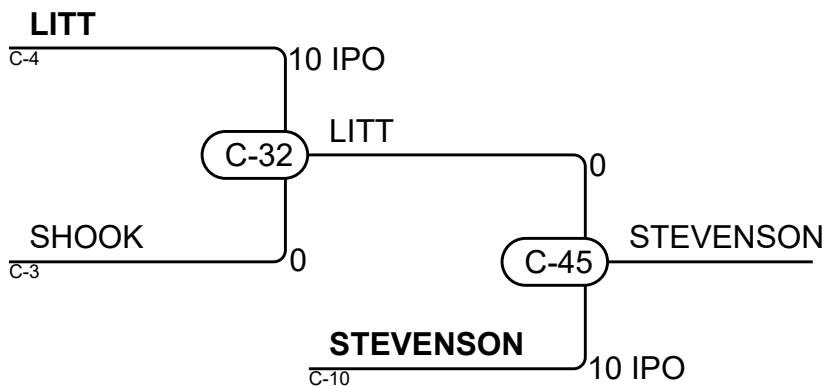 LITT
C-4
10 IPO
LITT
C-32
0
SHOOK
C-3
0
STEVENSON
C-45
STEVENSON
C-10
10 IPO